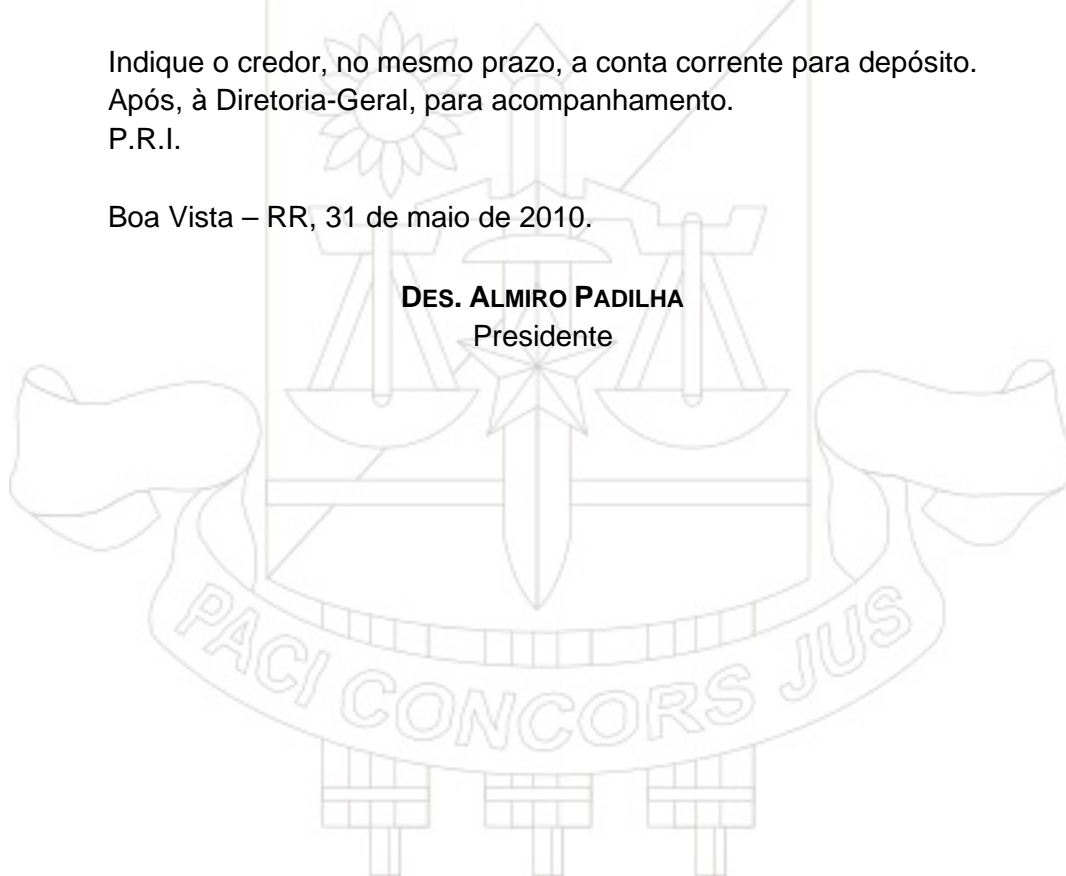 Indique o credor, no mesmo prazo, a conta corrente para depósito.
Após, à Diretoria-Geral, para acompanhamento.
P.R.I.
Boa Vista – RR, 31 de maio de 2010.
DES. ALMIRO PADILHA
Presidente
PACI CONCORS JUS